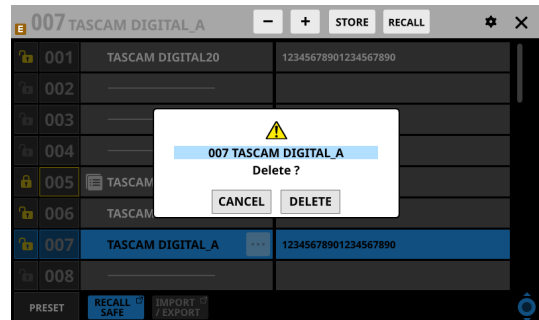 E 007 TASCAM DIGITAL_A - + STORE RECALL
001 TASCAM DIGITAL20 12345678901234567890
002
003
004
005 TASCAM
006 TASCAM
007 TASCAM DIGITAL_A ... 12345678901234567890
008
007 TASCAM DIGITAL_A
Delete ?
CANCEL DELETE
PRESET
RECALL
SAFE
IMPORT
/ EXPORT